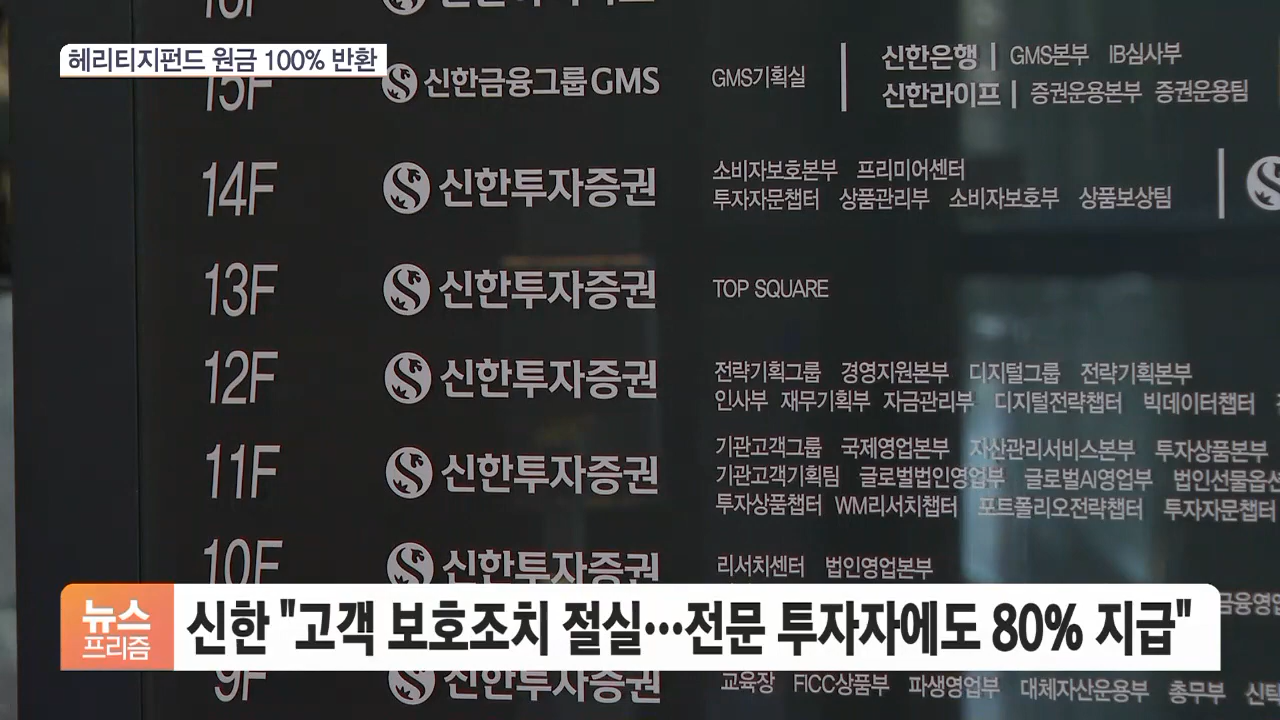 헤리티지펀드 원금 100% 반환
15F 신한금융그룹GMS GMS기획실 신한은행 | GMS본부 IB심사부
신한라이프 | 증권운용본부 증권운용팀
14F 신한투자증권 소비자보호본부 프리미어센터
투자자문챕터 상품관리부 소비자보호부 상품보상팀
13F 신한투자증권 TOP SQUARE
12F 신한투자증권 전략기획그룹 경영지원본부 디지털그룹 전략기획본부
인사부 재무기획부 자금관리부 디지털전략챕터 빅데이터챕터
11F 신한투자증권 기관고객그룹 국제영업본부 자산관리서비스본부 투자상품본부
기관고객기획팀 글로벌법인영업부 글로벌AI영업부 법인선물옵션
투자상품챕터 WM리서치챕터 포트폴리오전략챕터 투자자문챕터
10F 신한투자증권 리서치센터 법인영업본부
뉴스
프리즘
신한 "고객 보호조치 절실…전문 투자자에도 80% 지급"
9F 신한투자증권 교육장 FICC상품부 파생영업부 대체자산운용부 총무부 신탁